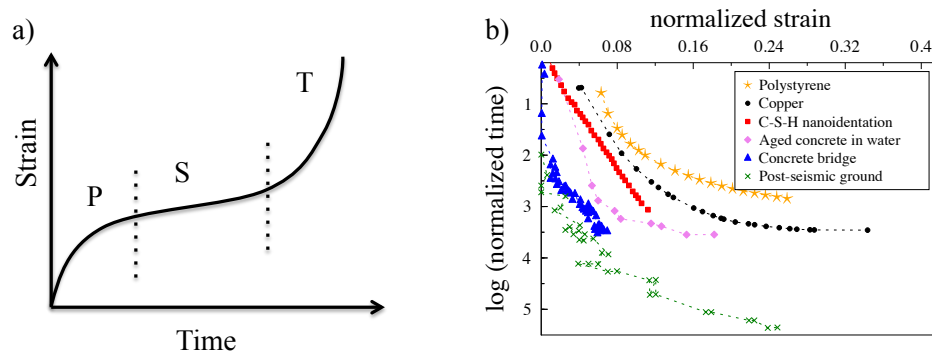 a)
Strain
P
S
T
Time
b)
normalized strain
0.0 0.08 0.16 0.24 0.32 0.4
log (normalized time)
1
2
3
4
5
Polystyrene
Copper
C-S-H nanoidentation
Aged concrete in water
Concrete bridge
Post-seismic ground